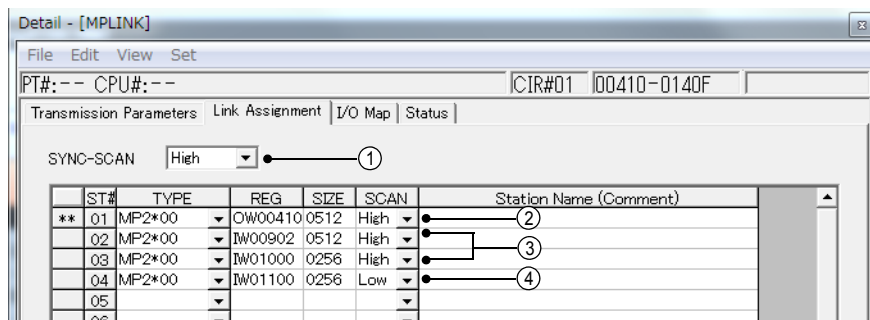 Detail - [MPLINK]
File Edit View Set
PT#:-- CPU#:-- CIR#01 00410-0140F
Transmission Parameters Link Assignment I/O Map Status
SYNC-SCAN High ①
ST# TYPE REG SIZE SCAN Station Name (Comment)
** 01 MP2*00 OW00410 0512 High ②
02 MP2*00 IW00902 0512 High
③
03 MP2*00 IW01000 0256 High
04 MP2*00 IW01100 0256 Low ④
05
06